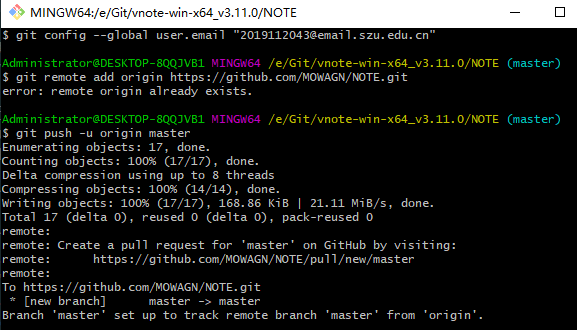 MINGW64:/e/Git/vnote-win-x64_v3.11.0/NOTE
$ git config --global user.email "2019112043@email.szu.edu.cn"
Administrator@DESKTOP-8QQJVB1 MINGW64 /e/Git/vnote-win-x64_v3.11.0/NOTE (master)
$ git remote add origin https://github.com/MOWAGN/NOTE.git
error: remote origin already exists.
Administrator@DESKTOP-8QQJVB1 MINGW64 /e/Git/vnote-win-x64_v3.11.0/NOTE (master)
$ git push -u origin master
Enumerating objects: 17, done.
Counting objects: 100% (17/17), done.
Delta compression using up to 8 threads
Compressing objects: 100% (14/14), done.
Writing objects: 100% (17/17), 168.86 KiB | 21.11 MiB/s, done.
Total 17 (delta 0), reused 0 (delta 0), pack-reused 0
remote:
remote: Create a pull request for 'master' on GitHub by visiting:
remote:      https://github.com/MOWAGN/NOTE/pull/new/master
remote:
To https://github.com/MOWAGN/NOTE.git
 * [new branch]      master -> master
Branch 'master' set up to track remote branch 'master' from 'origin'.